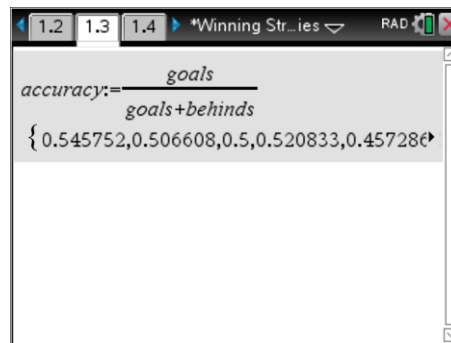 1.2 1.3 1.4 *Winning Str…ies RAD
accuracy:=goals
goals+behinds
{0.545752,0.506608,0.5,0.520833,0.457286